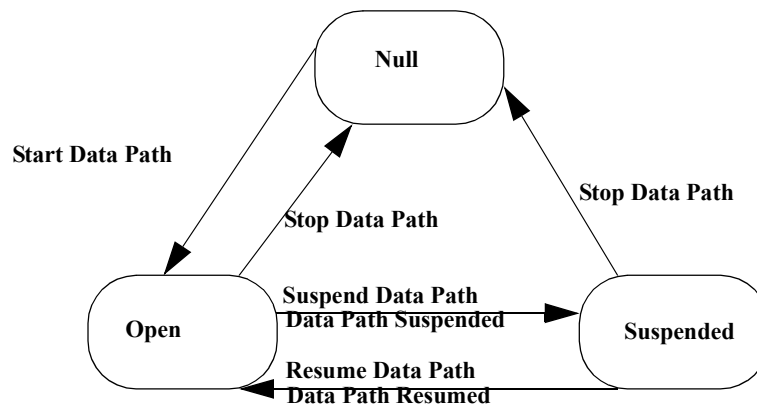 Null
Start Data Path
Stop Data Path
Stop Data Path
Suspend Data Path
Data Path Suspended
Open
Suspended
Resume Data Path
Data Path Resumed